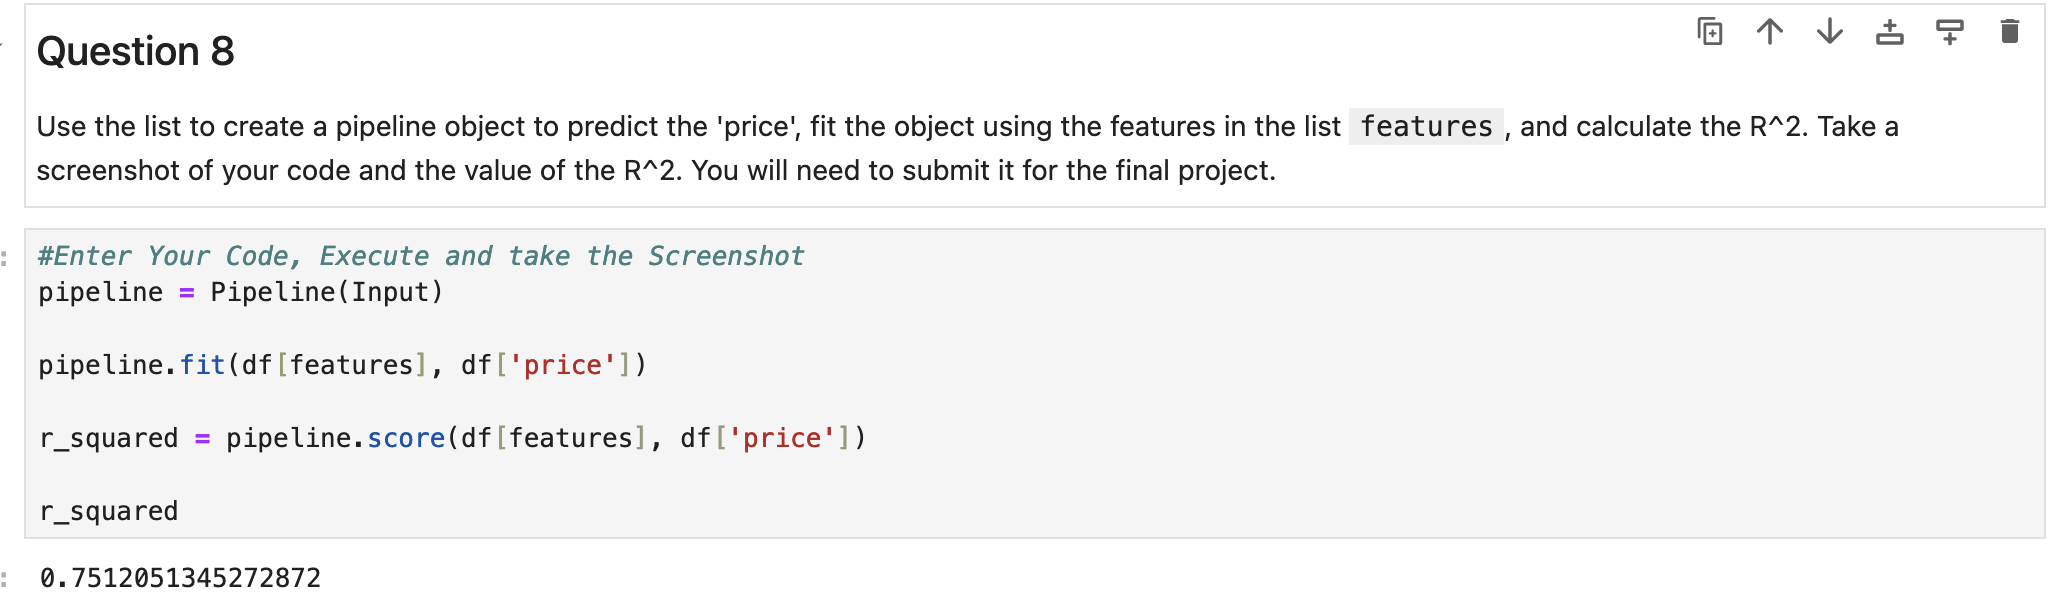 Question 8
Use the list to create a pipeline object to predict the 'price', fit the object using the features in the list features , and calculate the R^2. Take a
screenshot of your code and the value of the R^2. You will need to submit it for the final project.
#Enter Your Code, Execute and take the Screenshot
pipeline = Pipeline(Input)
pipeline.fit(df[features], df['price'])
r_squared = pipeline.score(df[features], df['price'])
r_squared
0.7512051345272872